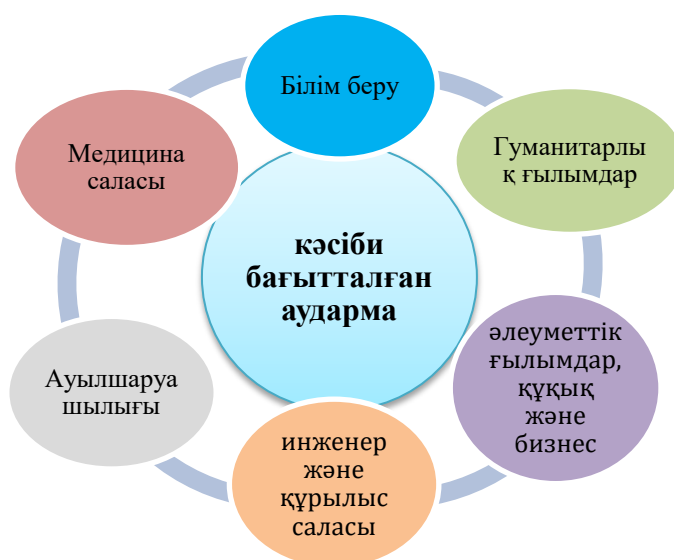 Білім беру
Гуманитарлы
қ ғылымдар
әлеуметтік
ғылымдар,
құқық
және
бизнес
инженер
және
құрылыс
саласы
Ауылшаруа
шылығы
Медицина
саласы
кәсіби
бағытталған
аударма